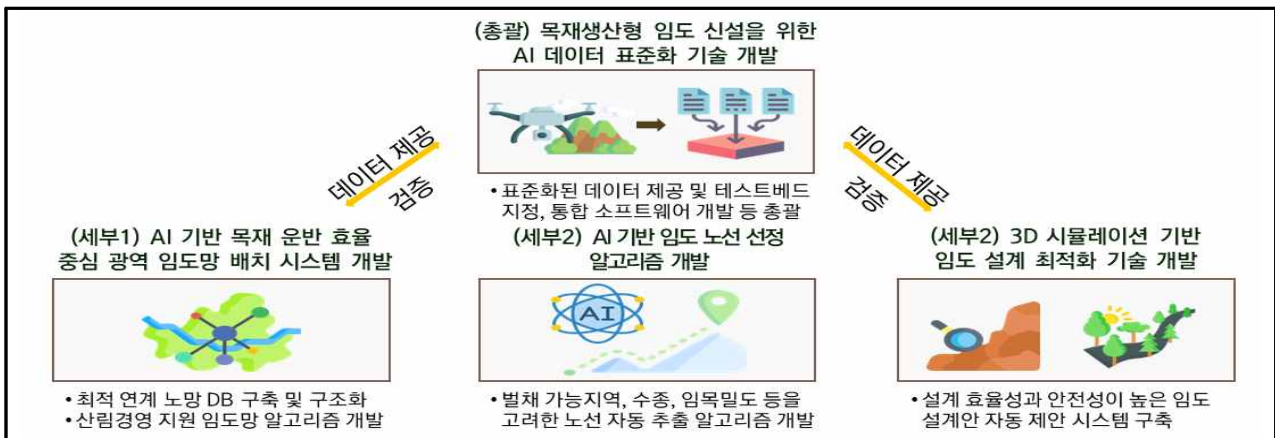 (총괄) 목재생산형 임도 신설을 위한
AI 데이터 표준화 기술 개발
데이터 제공
검증
데이터 제공
검증
• 표준화된 데이터 제공 및 테스트베드
지정, 통합 소프트웨어 개발 등 총괄
(세부1) AI 기반 목재 운반 효율
중심 광역 임도망 배치 시스템 개발
• 최적 연계 노망 DB 구축 및 구조화
• 산림경영 지원 임도망 알고리즘 개발
(세부2) AI 기반 임도 노선 선정
알고리즘 개발
AI
• 벌채 가능지역, 수종, 임목밀도 등을
고려한 노선 자동 추출 알고리즘 개발
(세부2) 3D 시뮬레이션 기반
임도 설계 최적화 기술 개발
• 설계 효율성과 안전성이 높은 임도
설계안 자동 제안 시스템 구축